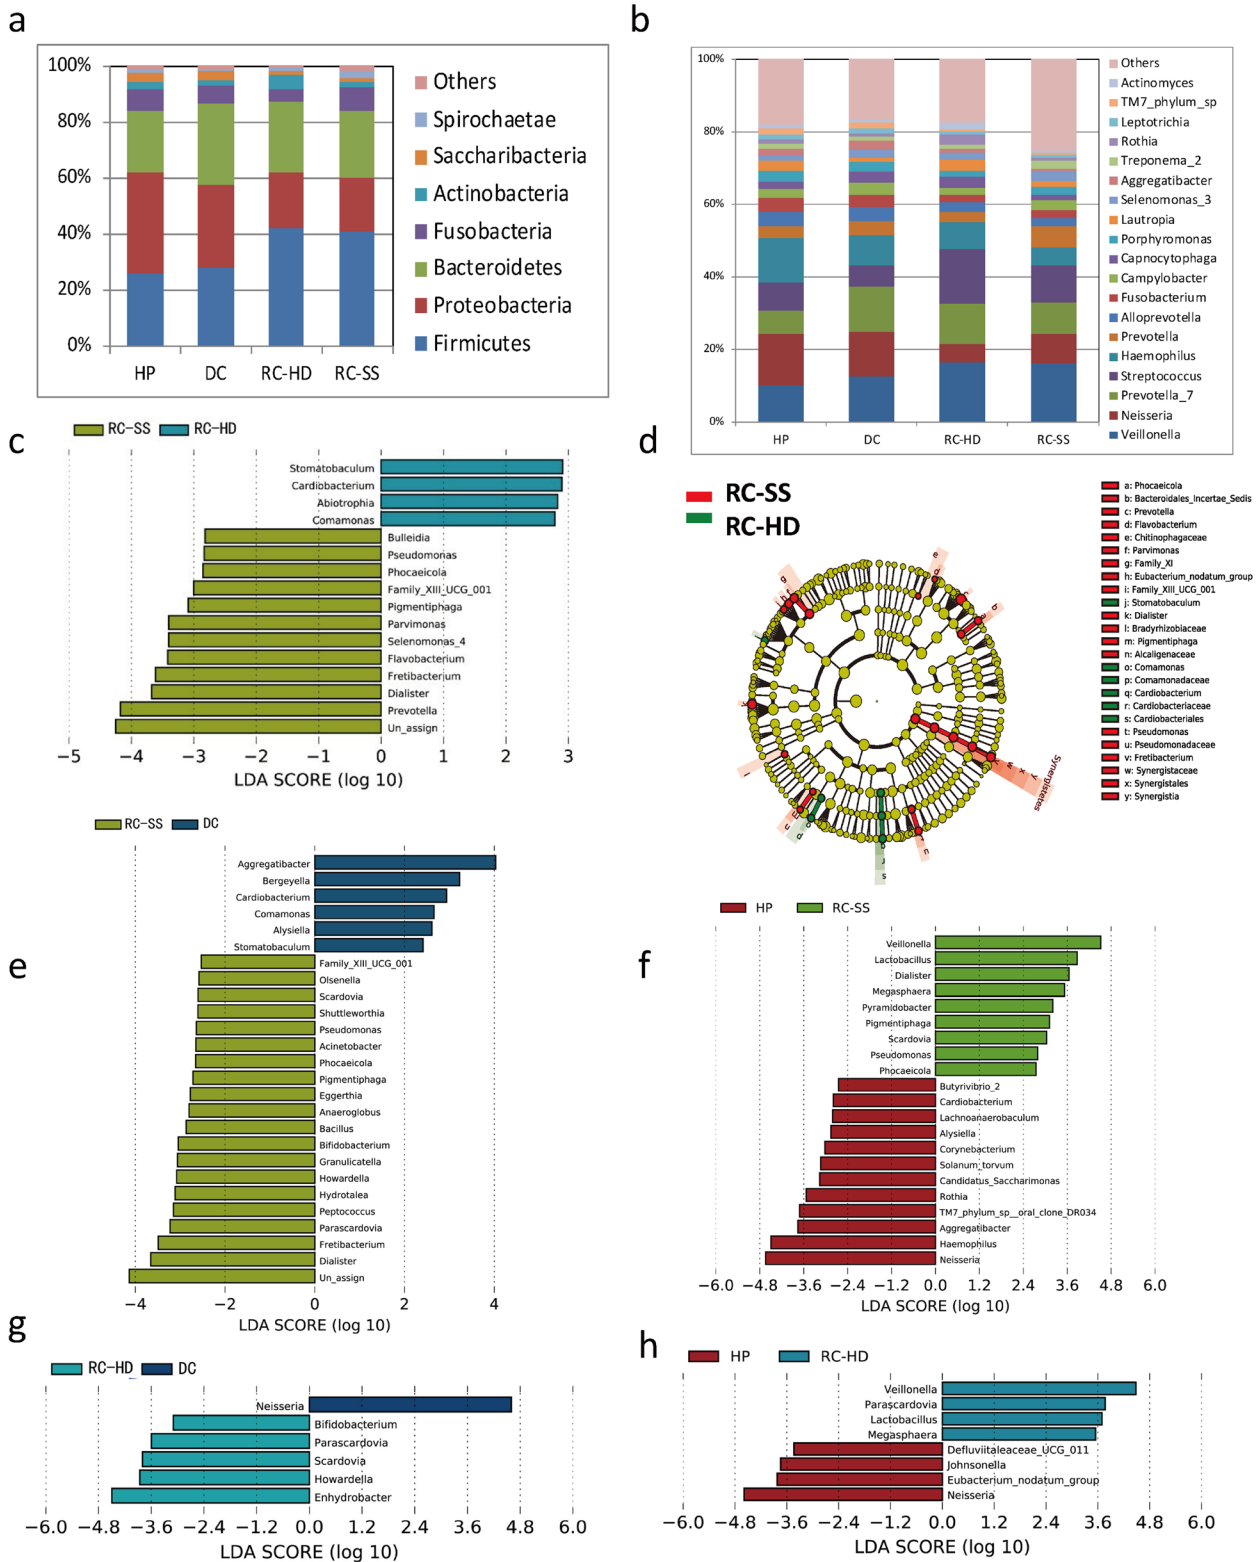 a
100%
80%
60%
40%
20%
0%
HP
DC
RC-HD
RC-SS
Others
Spirochaetae
Saccharibacteria
Actinobacteria
Fusobacteria
Bacteroidetes
Proteobacteria
Firmicutes
b
100%
80%
60%
40%
20%
0%
HP
DC
RC-HD
RC-SS
Others
Actinomyces
TM7_phylum_sp
Leptotrichia
Rothia
Treponema_2
Aggregatibacter
Selenomonas_3
Lautropia
Porphyromonas
Capnocytophaga
Campylobacter
Fusobacterium
Alloprevotella
Prevotella
Haemophilus
Streptococcus
Prevotella_7
Neisseria
Veillonella
c
RC-SS RC-HD
Stomatobaculum
Cardiobacterium
Abiotrophia
Comamonas
Bulleidia
Pseudomonas
Phocaeicola
Family_XIII_UCG_001
Pigmentiphaga
Parvimonas
Selenomonas_4
Flavobacterium
Fretibacterium
Dialister
Prevotella
Un_assign
−5 −4 −3 −2 −1 0 1 2 3
LDA SCORE (log 10)
d
RC-SS
RC-HD
Synergistetes
a: Phocaeicola
b: Bacteroidales_Incertae_Sedis
c: Prevotella
d: Flavobacterium
e: Chitinophagaceae
f: Parvimonas
g: Family_XI
h: Eubacterium_nodatum_group
i: Family_XIII_UCG_001
j: Stomatobaculum
k: Dialister
l: Bradyrhizobiaceae
m: Pigmentiphaga
n: Alcaligenaceae
o: Comamonas
p: Comamonadaceae
q: Cardiobacterium
r: Cardiobacteriaceae
s: Cardiobacteriales
t: Pseudomonas
u: Pseudomonadaceae
v: Fretibacterium
w: Synergistaceae
x: Synergistales
y: Synergistia
e
RC-SS DC
Aggregatibacter
Bergeyella
Cardiobacterium
Comamonas
Alysiella
Stomatobaculum
Family_XIII_UCG_001
Olsenella
Scardovia
Shuttleworthia
Pseudomonas
Acinetobacter
Phocaeicola
Pigmentiphaga
Eggerthia
Anaeroglobus
Bacillus
Bifidobacterium
Granulicatella
Howardella
Hydrotalea
Peptococcus
Parascardovia
Fretibacterium
Dialister
Un_assign
−4 −2 0 2 4
LDA SCORE (log 10)
f
HP RC-SS
Veillonella
Lactobacillus
Dialister
Megasphaera
Pyramidobacter
Pigmentiphaga
Scardovia
Pseudomonas
Phocaeicola
Butyrivibrio_2
Cardiobacterium
Lachnoanaerobaculum
Alysiella
Corynebacterium
Solanum_torvum
Candidatus_Saccharimonas
Rothia
TM7_phylum_sp__oral_clone_DR034
Aggregatibacter
Haemophilus
Neisseria
−6.0 −4.8 −3.6 −2.4 −1.2 0.0 1.2 2.4 3.6 4.8 6.0
LDA SCORE (log 10)
g
RC-HD DC
Neisseria
Bifidobacterium
Parascardovia
Scardovia
Howardella
Enhydrobacter
−6.0 −4.8 −3.6 −2.4 −1.2 0.0 1.2 2.4 3.6 4.8 6.0
LDA SCORE (log 10)
h
HP RC-HD
Veillonella
Parascardovia
Lactobacillus
Megasphaera
Defluviitaleaceae_UCG_011
Johnsonella
Eubacterium_nodatum_group
Neisseria
−6.0 −4.8 −3.6 −2.4 −1.2 0.0 1.2 2.4 3.6 4.8 6.0
LDA SCORE (log 10)